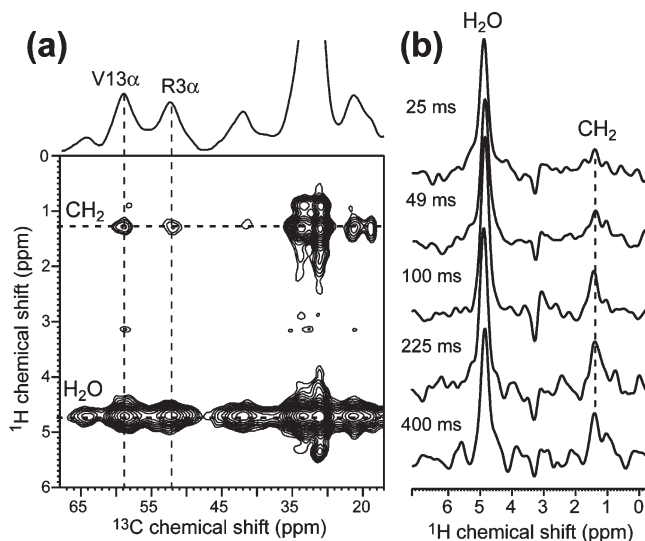 (a)
V13α
R3α
0
1
2
3
4
5
6
CH₂
H₂O
¹H chemical shift (ppm)
65
55
45
35
25
¹³C chemical shift (ppm)
(b)
H₂O
CH₂
25 ms
49 ms
100 ms
225 ms
400 ms
6
5
4
3
2
1
0
¹H chemical shift (ppm)